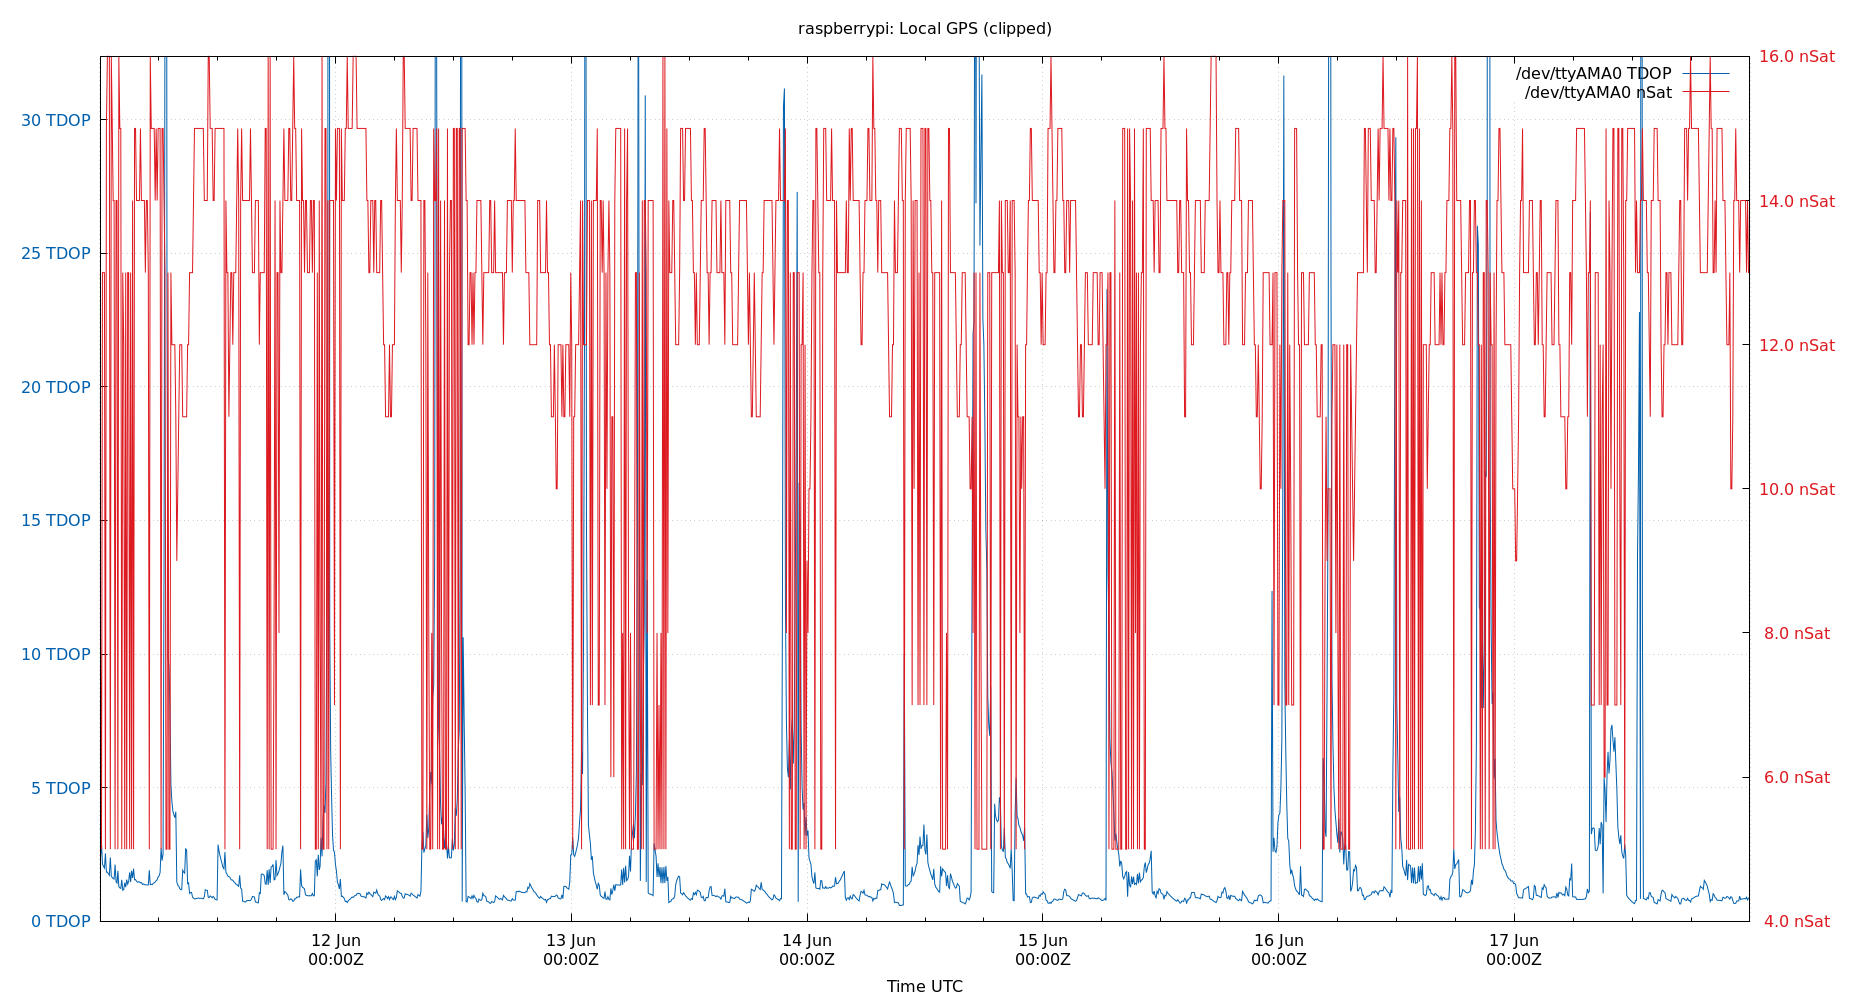 raspberrypi: Local GPS (clipped)
16.0 nSat
/dev/ttyAMA0 TDOP
/dev/ttyAMA0 nSat
30 TDOP
14.0 nSat
25 TDOP
12.0 nSat
20 TDOP
10.0 nSat
15 TDOP
8.0 nSat
10 TDOP
6.0 nSat
5 TDOP
0 TDOP
4.0 nSat
12 Jun 13 Jun 14 Jun 15 Jun 16 Jun 17 Jun
00:00Z 00:00Z 00:00Z 00:00Z 00:00Z 00:00Z
Time UTC